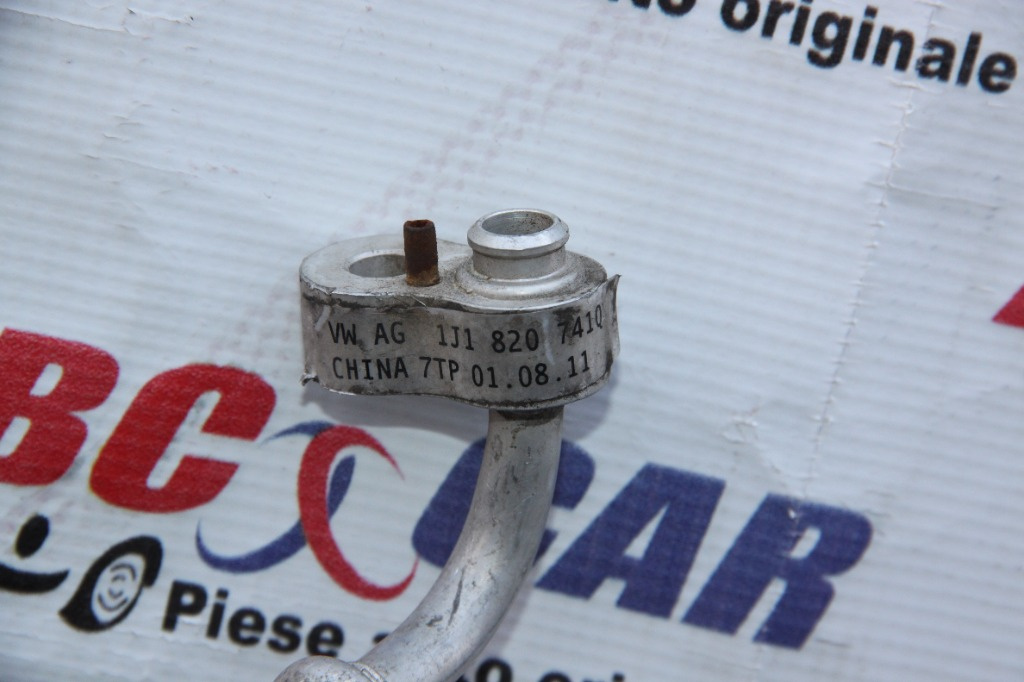 originale
VW AG 1J1 820 741Q
CHINA 7TP 01.08.11
BC CAR
Piese